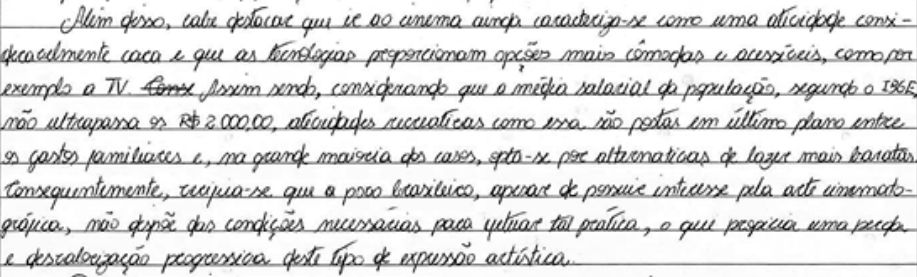 Além disso, cabe destacar que ir ao cinema ainda caracteriza-se como uma atividade consi-
deravelmente cara e que as tecnologias proporcionam opções mais cômodas e acessíveis, como por
exemplo a TV. Assim sendo, considerando que a média salarial da população, segundo o IBGE,
não ultrapassa os R$ 2.000,00, atividades recreativas como essa são postas em último plano entre
os gastos familiares e, na grande maioria dos casos, opta-se por alternativas de lazer mais baratas.
Consequentemente, verifica-se que o povo brasileiro, apesar de possuir interesse pela arte cinemato-
gráfica, não dispõe das condições necessárias para efetivar tal prática, o que propicia uma perda
e desvalorização progressiva deste tipo de expressão artística.